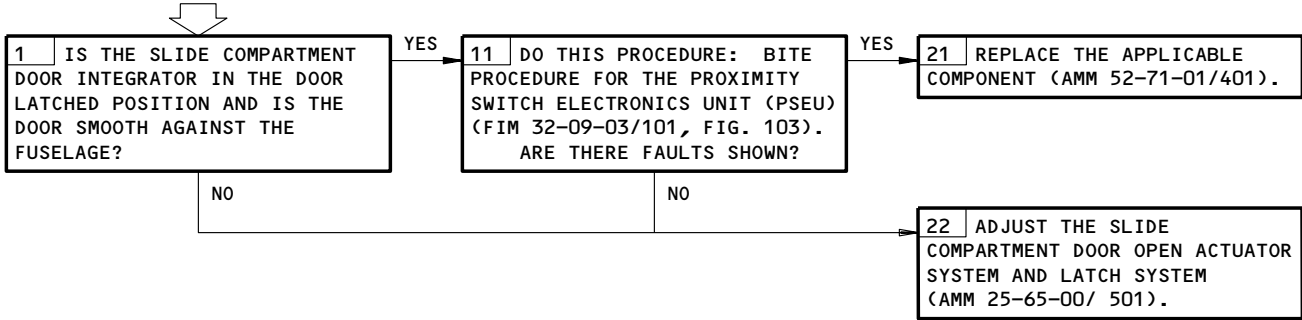 1 IS THE SLIDE COMPARTMENT
DOOR INTEGRATOR IN THE DOOR
LATCHED POSITION AND IS THE
DOOR SMOOTH AGAINST THE
FUSELAGE?
YES
NO
11 DO THIS PROCEDURE: BITE
PROCEDURE FOR THE PROXIMITY
SWITCH ELECTRONICS UNIT (PSEU)
(FIM 32-09-03/101, FIG. 103).
ARE THERE FAULTS SHOWN?
YES
NO
21 REPLACE THE APPLICABLE
COMPONENT (AMM 52-71-01/401).
22 ADJUST THE SLIDE
COMPARTMENT DOOR OPEN ACTUATOR
SYSTEM AND LATCH SYSTEM
(AMM 25-65-00/ 501).